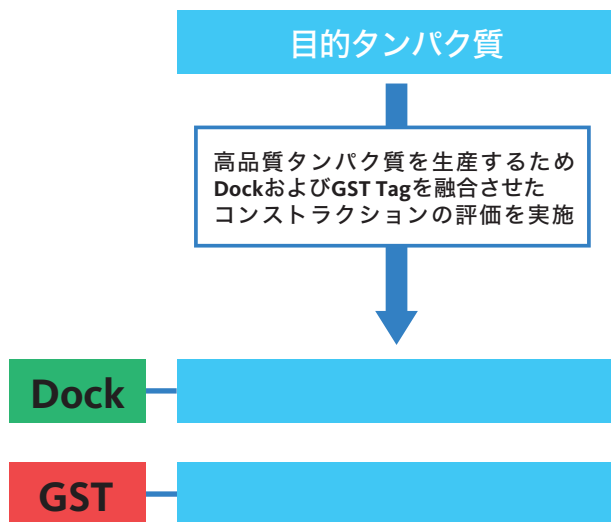 目的タンパク質
高品質タンパク質を生産するため
DockおよびGST Tagを融合させた
コンストラクションの評価を実施
Dock
GST